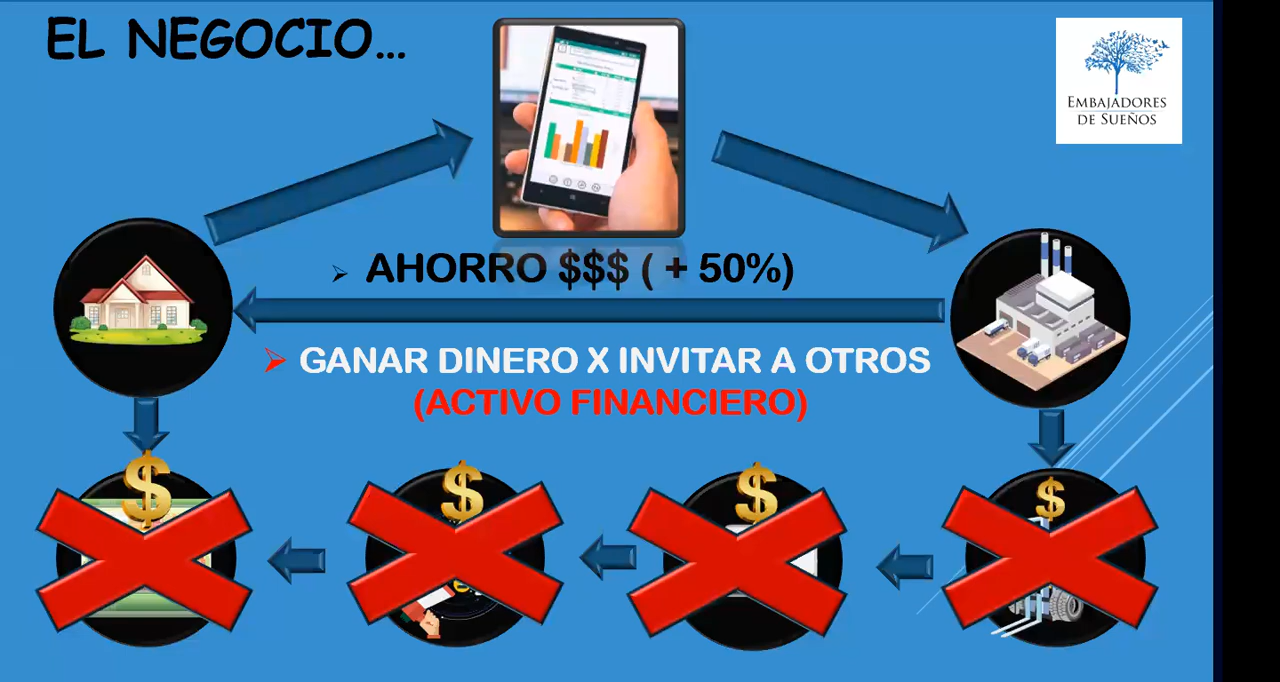 EL NEGOCIO...
EMBAJADORES
DE SUEÑOS
AHORRO $$$ ( + 50%)
GANAR DINERO X INVITAR A OTROS
(ACTIVO FINANCIERO)
$
$
$
$